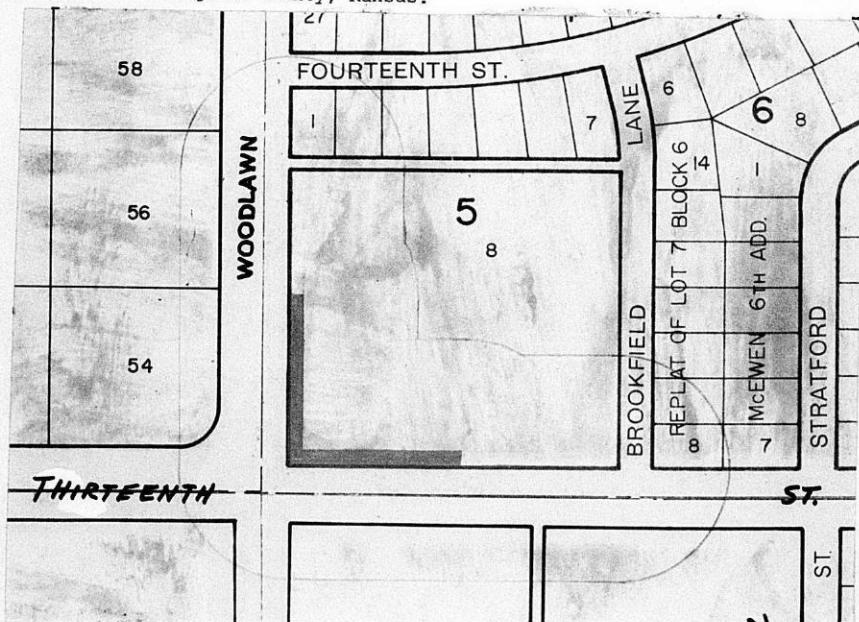 Kansas.
27
58
FOURTEENTH ST.
1
7
LANE
6
6
8
WOODLAWN
56
5
8
14
1
REPLAT OF LOT 7 BLOCK 6
McEWEN 6TH ADD.
BROOKFIELD
STRATFORD
54
8
7
THIRTEENTH
ST.
ST.